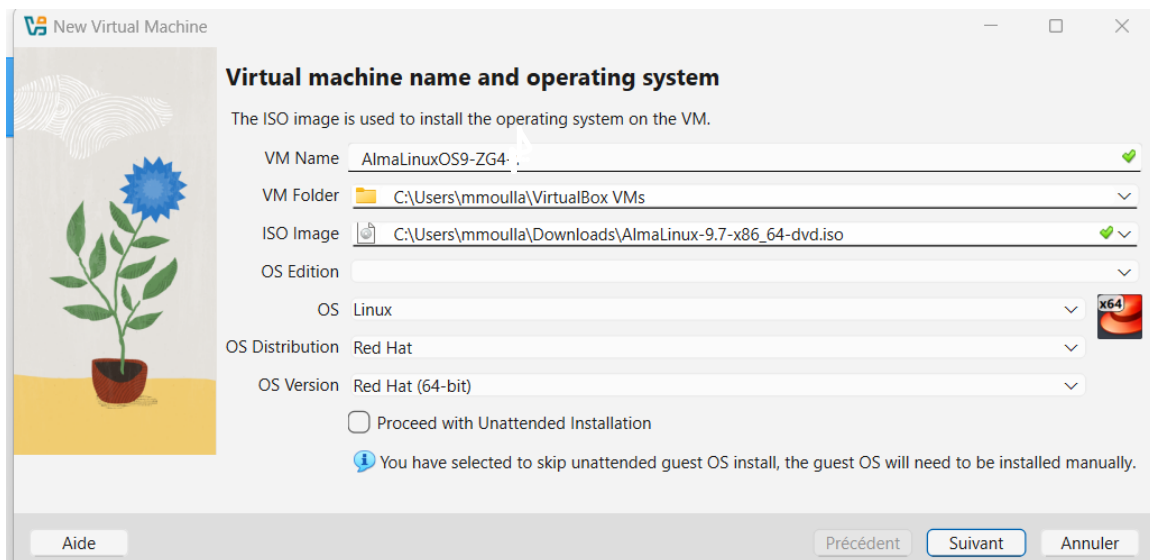 New Virtual Machine
Virtual machine name and operating system
The ISO image is used to install the operating system on the VM.
VM Name AlmaLinuxOS9-ZG4-
VM Folder C:\Users\mmoulla\VirtualBox VMs
ISO Image C:\Users\mmoulla\Downloads\AlmaLinux-9.7-x86_64-dvd.iso
OS Edition
OS Linux x64
OS Distribution Red Hat
OS Version Red Hat (64-bit)
Proceed with Unattended Installation
You have selected to skip unattended guest OS install, the guest OS will need to be installed manually.
Aide Précédent Suivant Annuler